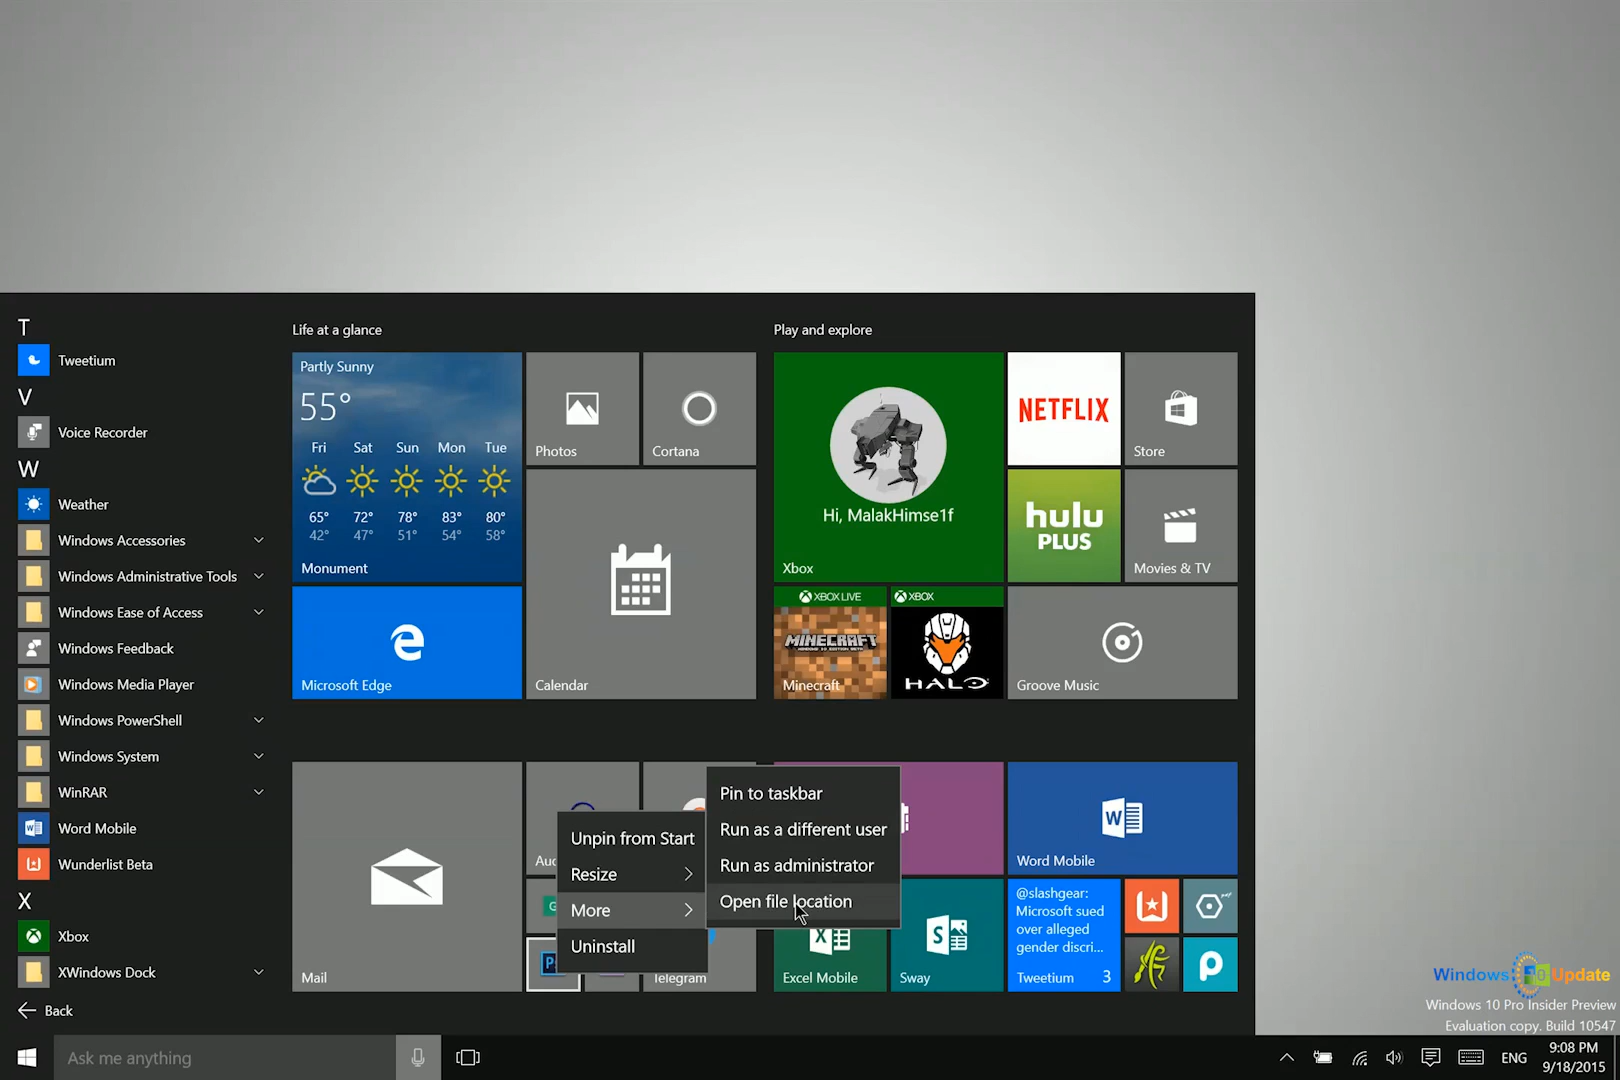 T
Tweetium
V
Voice Recorder
W
Weather
Windows Accessories
Windows Administrative Tools
Windows Ease of Access
Windows Feedback
Windows Media Player
Windows PowerShell
Windows System
WinRAR
Word Mobile
Wunderlist Beta
X
Xbox
XWindows Dock
Back
Life at a glance
Partly Sunny
55°
Fri Sat Sun Mon Tue
65° 72° 78° 83° 80°
42° 47° 51° 54° 58°
Monument
Photos
Cortana
Microsoft Edge
Calendar
Play and explore
Hi, MalakHimse1f
Xbox
NETFLIX
Store
hulu
PLUS
Movies & TV
XBOX LIVE
MINECRAFT
WINDOWS 10 EDITION BETA
Minecraft
XBOX
HALO
Groove Music
Mail
Unpin from Start
Resize
More
Uninstall
Telegram
Pin to taskbar
Run as a different user
Run as administrator
Open file location
Word Mobile
Excel Mobile
Sway
@slashgear:
Microsoft sued
over alleged
gender discri...
Tweetium 3
Windows 10 Update
Windows 10 Pro Insider Preview
Evaluation copy. Build 10547
Ask me anything
ENG
9:08 PM
9/18/2015